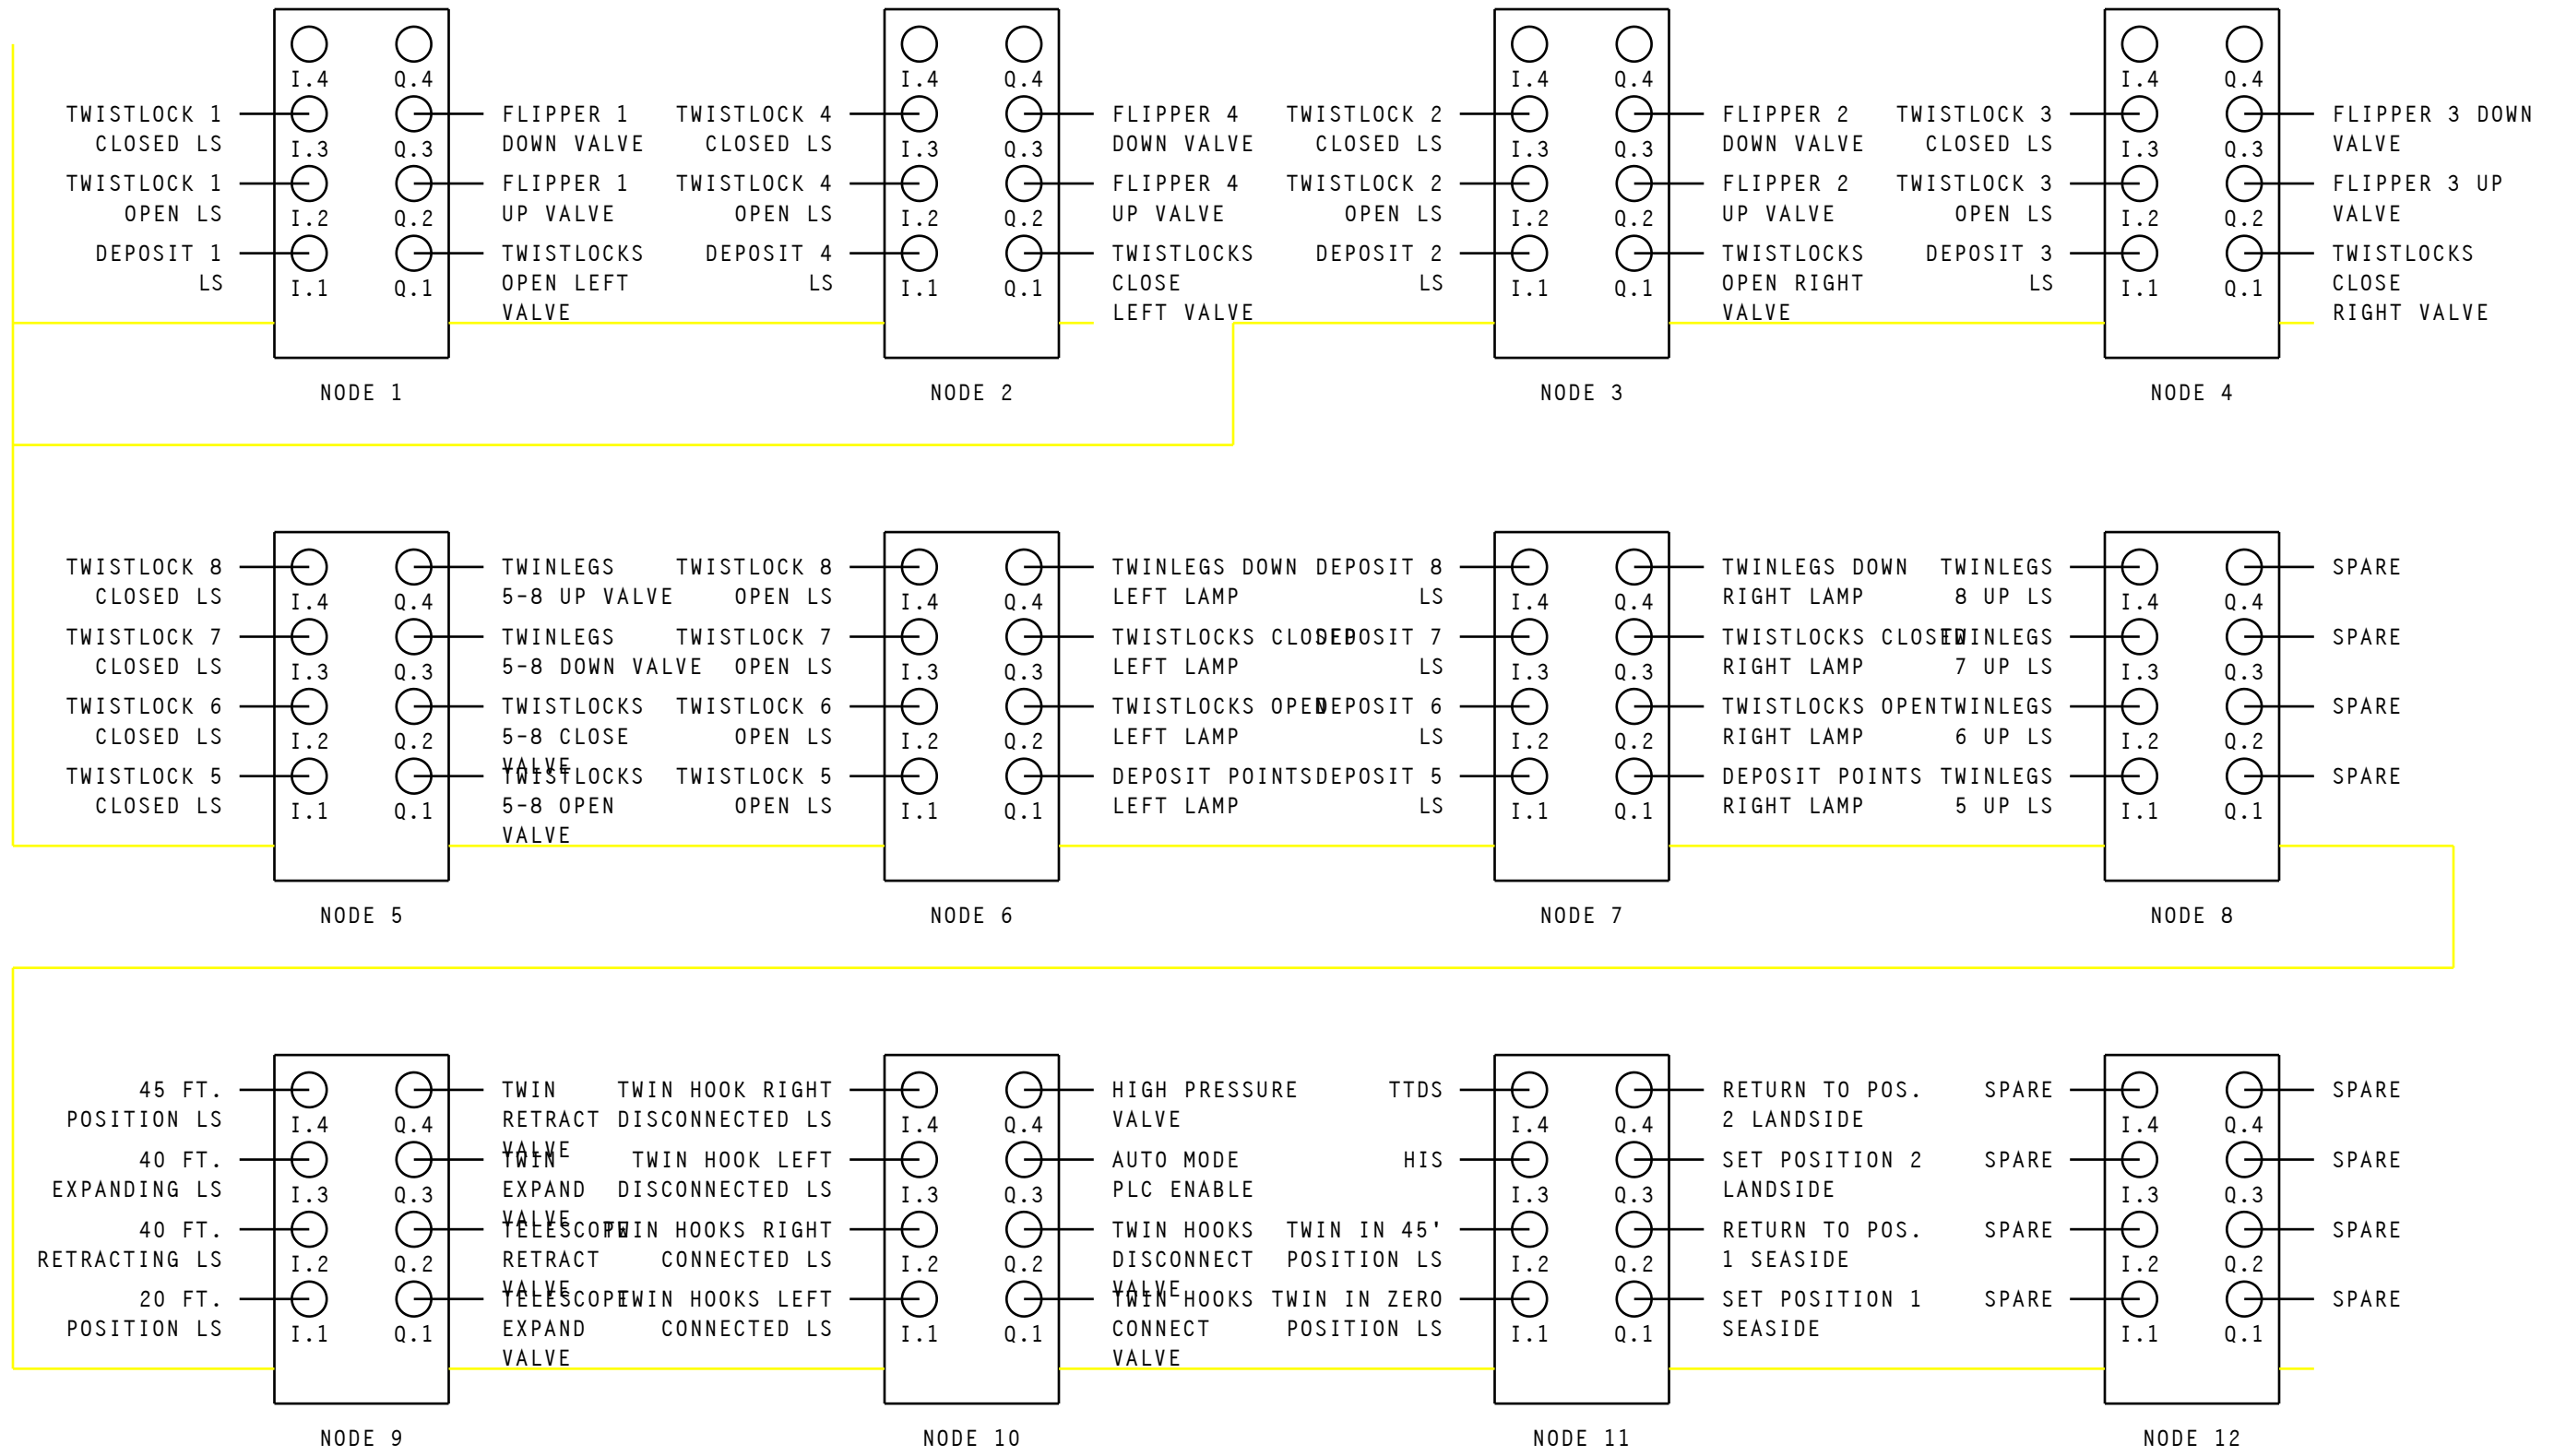 I.4
Q.4
TWISTLOCK 1
CLOSED LS
I.3
Q.3
FLIPPER 1
DOWN VALVE
TWISTLOCK 1
OPEN LS
I.2
Q.2
FLIPPER 1
UP VALVE
DEPOSIT 1
LS
I.1
Q.1
TWISTLOCKS
OPEN LEFT
VALVE
NODE 1
I.4
Q.4
TWISTLOCK 4
CLOSED LS
I.3
Q.3
FLIPPER 4
DOWN VALVE
TWISTLOCK 4
OPEN LS
I.2
Q.2
FLIPPER 4
UP VALVE
DEPOSIT 4
LS
I.1
Q.1
TWISTLOCKS
CLOSE
LEFT VALVE
NODE 2
I.4
Q.4
TWISTLOCK 2
CLOSED LS
I.3
Q.3
FLIPPER 2
DOWN VALVE
TWISTLOCK 2
OPEN LS
I.2
Q.2
FLIPPER 2
UP VALVE
DEPOSIT 2
LS
I.1
Q.1
TWISTLOCKS
OPEN RIGHT
VALVE
NODE 3
I.4
Q.4
TWISTLOCK 3
CLOSED LS
I.3
Q.3
FLIPPER 3 DOWN
VALVE
TWISTLOCK 3
OPEN LS
I.2
Q.2
FLIPPER 3 UP
VALVE
DEPOSIT 3
LS
I.1
Q.1
TWISTLOCKS
CLOSE
RIGHT VALVE
NODE 4
TWISTLOCK 8
CLOSED LS
I.4
Q.4
TWINLEGS
5-8 UP VALVE
TWISTLOCK 7
CLOSED LS
I.3
Q.3
TWINLEGS
5-8 DOWN VALVE
TWISTLOCK 6
CLOSED LS
I.2
Q.2
TWISTLOCKS
5-8 CLOSE
VALVE
TWISTLOCK 5
CLOSED LS
I.1
Q.1
TWISTLOCKS
5-8 OPEN
VALVE
NODE 5
TWISTLOCK 8
OPEN LS
I.4
Q.4
TWINLEGS DOWN
LEFT LAMP
TWISTLOCK 7
OPEN LS
I.3
Q.3
TWISTLOCKS CLOSED
LEFT LAMP
TWISTLOCK 6
OPEN LS
I.2
Q.2
TWISTLOCKS OPEN
LEFT LAMP
TWISTLOCK 5
OPEN LS
I.1
Q.1
DEPOSIT POINTS
LEFT LAMP
NODE 6
DEPOSIT 8
LS
I.4
Q.4
TWINLEGS DOWN
RIGHT LAMP
DEPOSIT 7
LS
I.3
Q.3
TWISTLOCKS CLOSED
RIGHT LAMP
DEPOSIT 6
LS
I.2
Q.2
TWISTLOCKS OPEN
RIGHT LAMP
DEPOSIT 5
LS
I.1
Q.1
DEPOSIT POINTS
RIGHT LAMP
NODE 7
TWINLEGS
8 UP LS
I.4
Q.4
SPARE
TWINLEGS
7 UP LS
I.3
Q.3
SPARE
TWINLEGS
6 UP LS
I.2
Q.2
SPARE
TWINLEGS
5 UP LS
I.1
Q.1
SPARE
NODE 8
45 FT.
POSITION LS
I.4
Q.4
TWIN
RETRACT
VALVE
40 FT.
EXPANDING LS
I.3
Q.3
TWIN
EXPAND
VALVE
40 FT.
RETRACTING LS
I.2
Q.2
TELESCOPE
RETRACT
VALVE
20 FT.
POSITION LS
I.1
Q.1
TELESCOPE
EXPAND
VALVE
NODE 9
TWIN HOOK RIGHT
DISCONNECTED LS
I.4
Q.4
HIGH PRESSURE
VALVE
TWIN HOOK LEFT
DISCONNECTED LS
I.3
Q.3
AUTO MODE
PLC ENABLE
TWIN HOOKS RIGHT
CONNECTED LS
I.2
Q.2
TWIN HOOKS
DISCONNECT
VALVE
TWIN HOOKS LEFT
CONNECTED LS
I.1
Q.1
TWIN HOOKS
CONNECT
VALVE
NODE 10
TTDS
I.4
Q.4
RETURN TO POS.
2 LANDSIDE
HIS
I.3
Q.3
SET POSITION 2
LANDSIDE
TWIN IN 45'
POSITION LS
I.2
Q.2
RETURN TO POS.
1 SEASIDE
TWIN IN ZERO
POSITION LS
I.1
Q.1
SET POSITION 1
SEASIDE
NODE 11
SPARE
I.4
Q.4
SPARE
SPARE
I.3
Q.3
SPARE
SPARE
I.2
Q.2
SPARE
SPARE
I.1
Q.1
SPARE
NODE 12